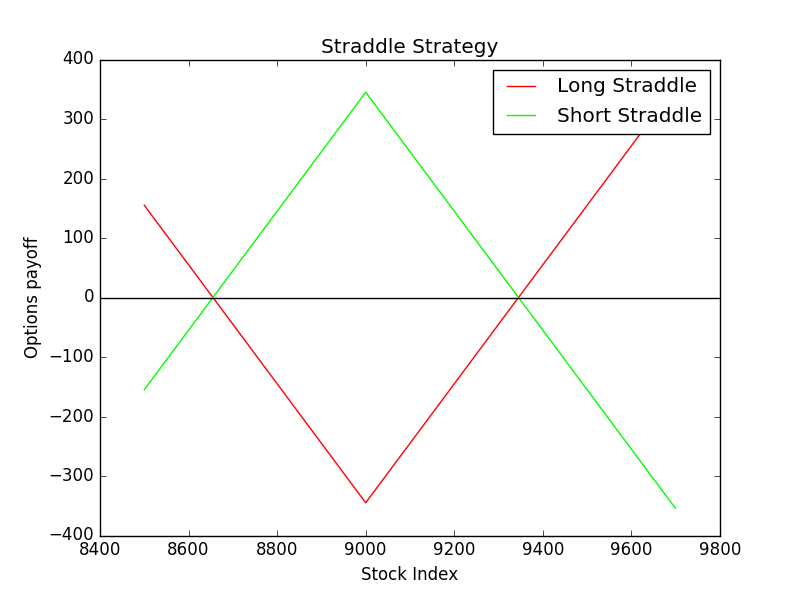 Straddle Strategy
Long Straddle
Short Straddle
400
300
200
100
0
−100
−200
−300
−400
Options payoff
8400 8600 8800 9000 9200 9400 9600 9800
Stock Index